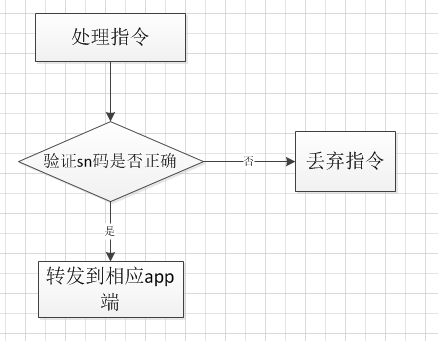 处理指令
验证sn码是否正确
否
丢弃指令
是
转发到相应app
端